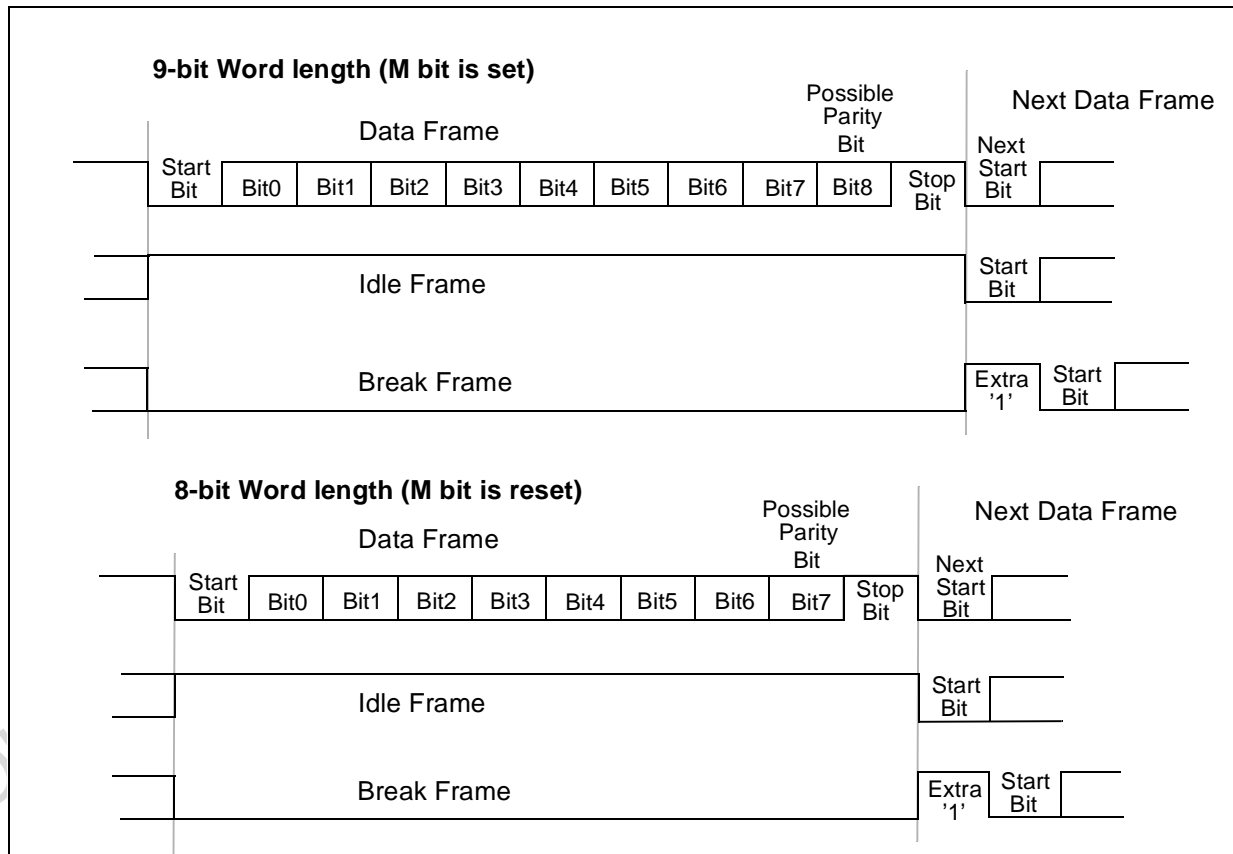 9-bit Word length (M bit is set)
Possible
Parity
Bit
Next Data Frame
Data Frame
Next
Start
Bit
Start
Bit
Bit0 Bit1 Bit2 Bit3 Bit4 Bit5 Bit6 Bit7 Bit8
Stop
Bit
Idle Frame
Start
Bit
Break Frame
Extra
'1'
Start
Bit
8-bit Word length (M bit is reset)
Possible
Parity
Bit
Next Data Frame
Data Frame
Next
Start
Bit
Start
Bit
Bit0 Bit1 Bit2 Bit3 Bit4 Bit5 Bit6 Bit7
Stop
Bit
Idle Frame
Start
Bit
Break Frame
Extra
'1'
Start
Bit